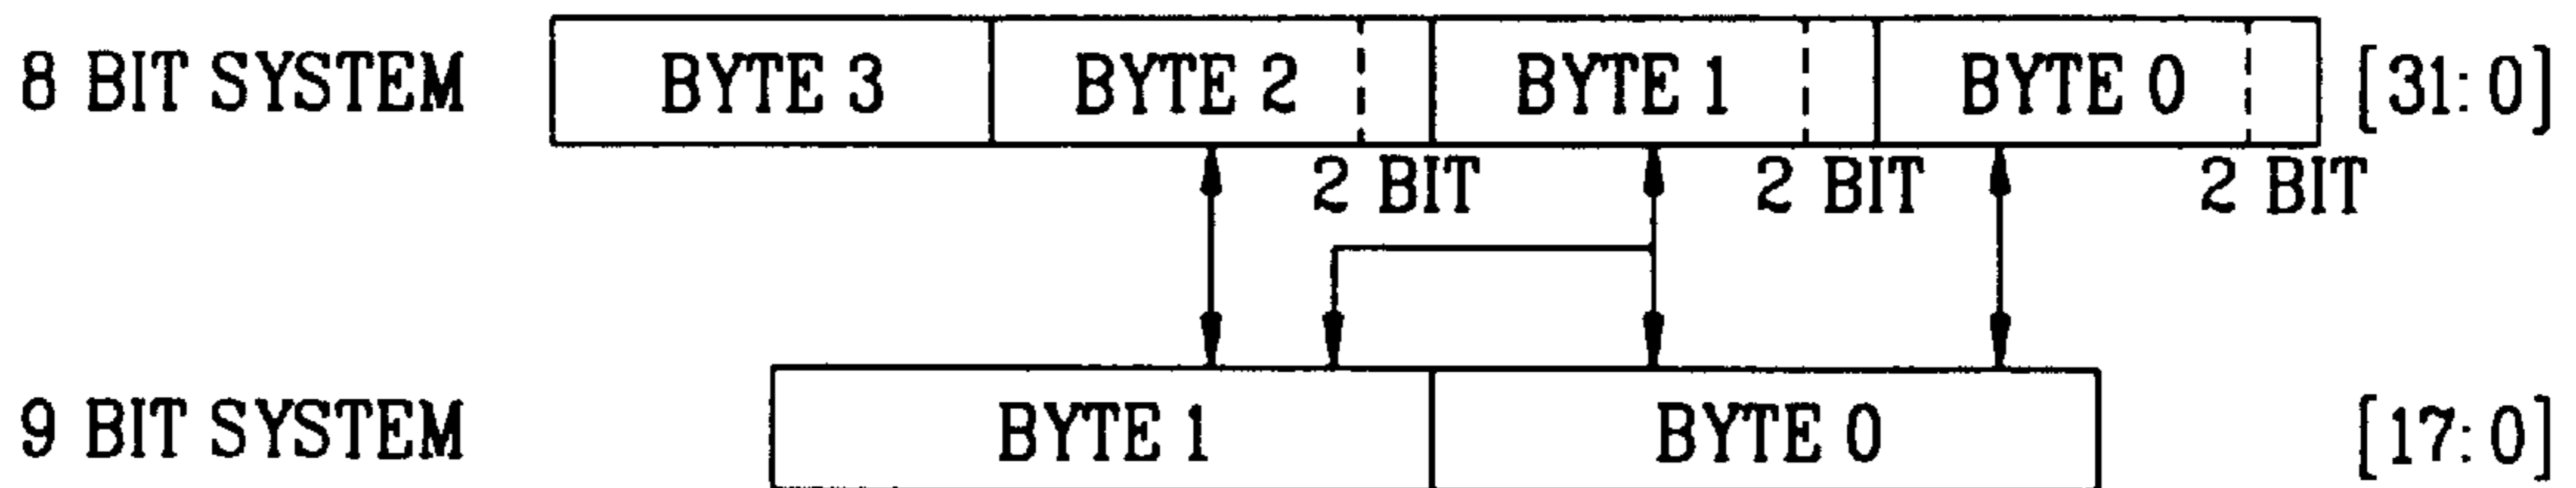 8 BIT SYSTEM BYTE 3 BYTE 2 BYTE 1 BYTE 0 [31:0]
2 BIT 2 BIT 2 BIT
9 BIT SYSTEM BYTE 1 BYTE 0 [17:0]